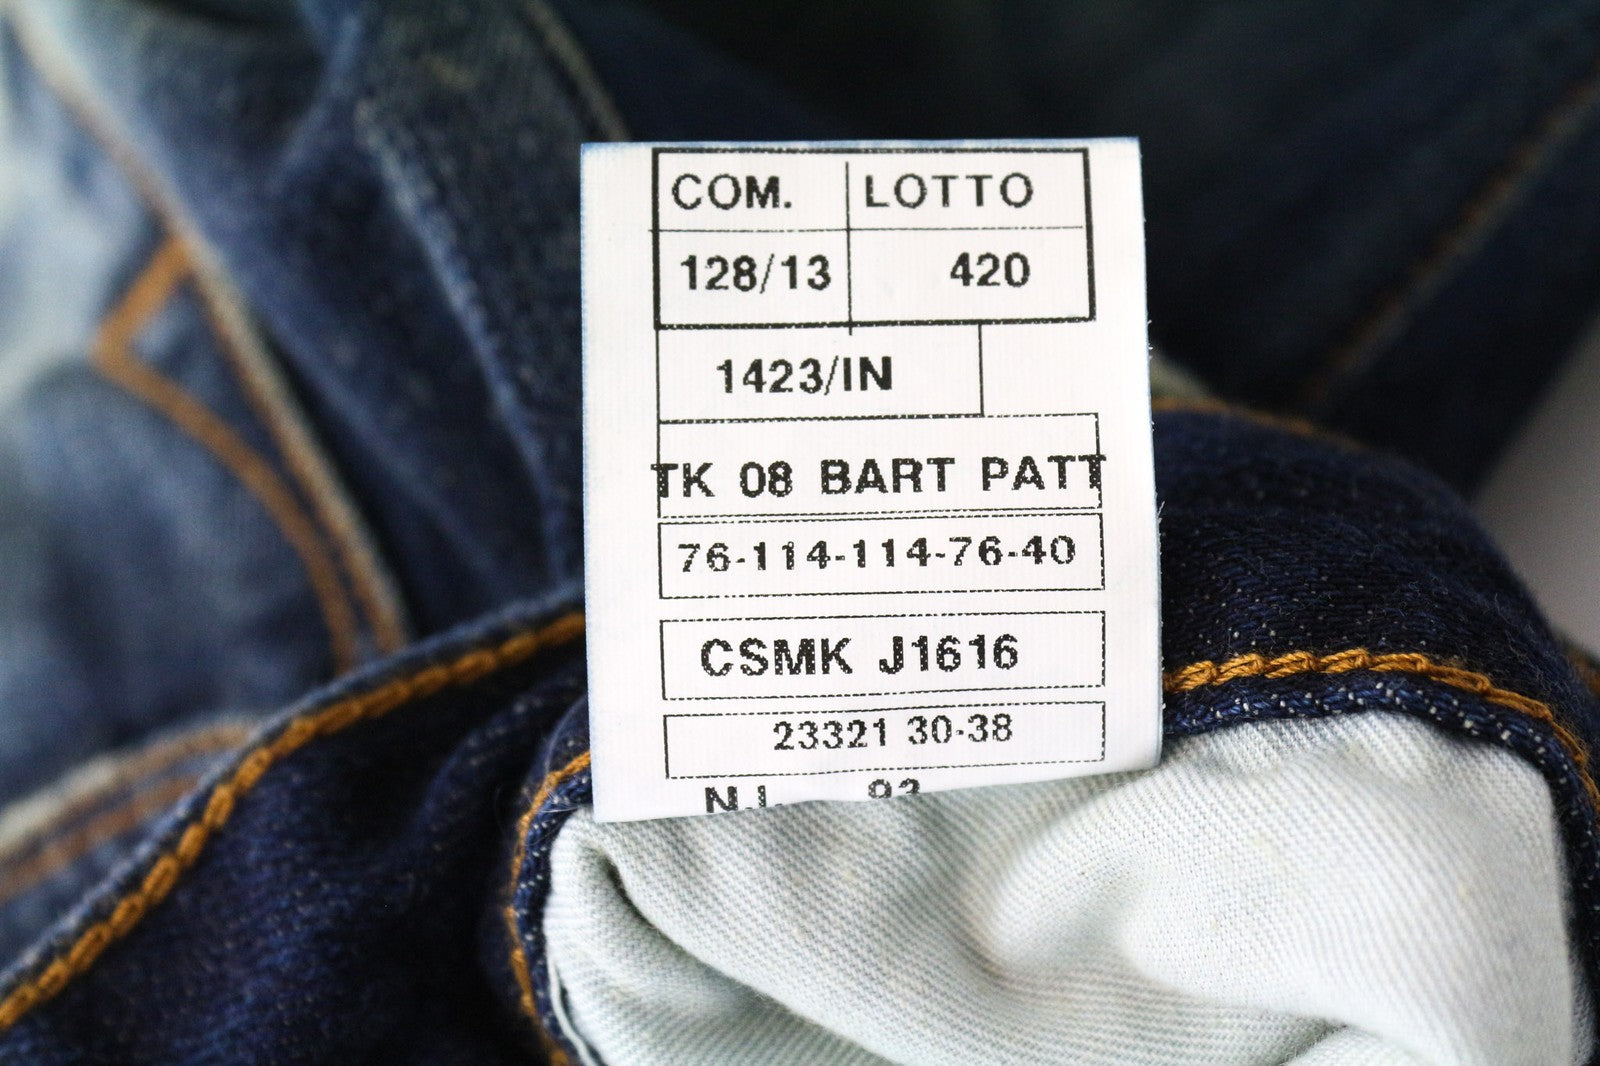 COM. LOTTO
128/13 420
1423/IN
TK 08 BART PATT
76-114-114-76-40
CSMK J1616
23321 30-38